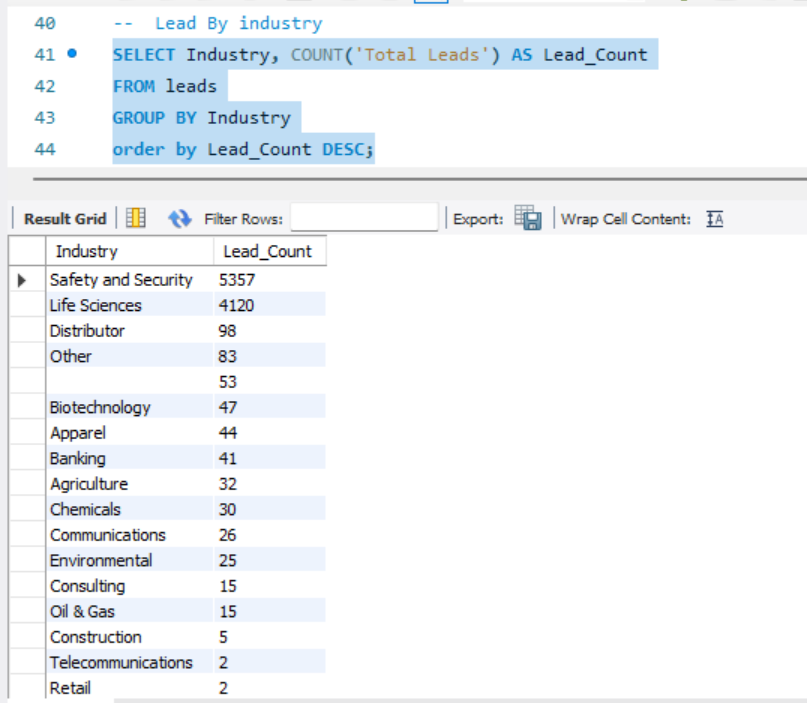 40 -- Lead By industry
41 SELECT Industry, COUNT('Total Leads') AS Lead_Count
42 FROM leads
43 GROUP BY Industry
44 order by Lead_Count DESC;
Result Grid Filter Rows: Export: Wrap Cell Content: IA
Industry Lead_Count
Safety and Security 5357
Life Sciences 4120
Distributor 98
Other 83
53
Biotechnology 47
Apparel 44
Banking 41
Agriculture 32
Chemicals 30
Communications 26
Environmental 25
Consulting 15
Oil & Gas 15
Construction 5
Telecommunications 2
Retail 2